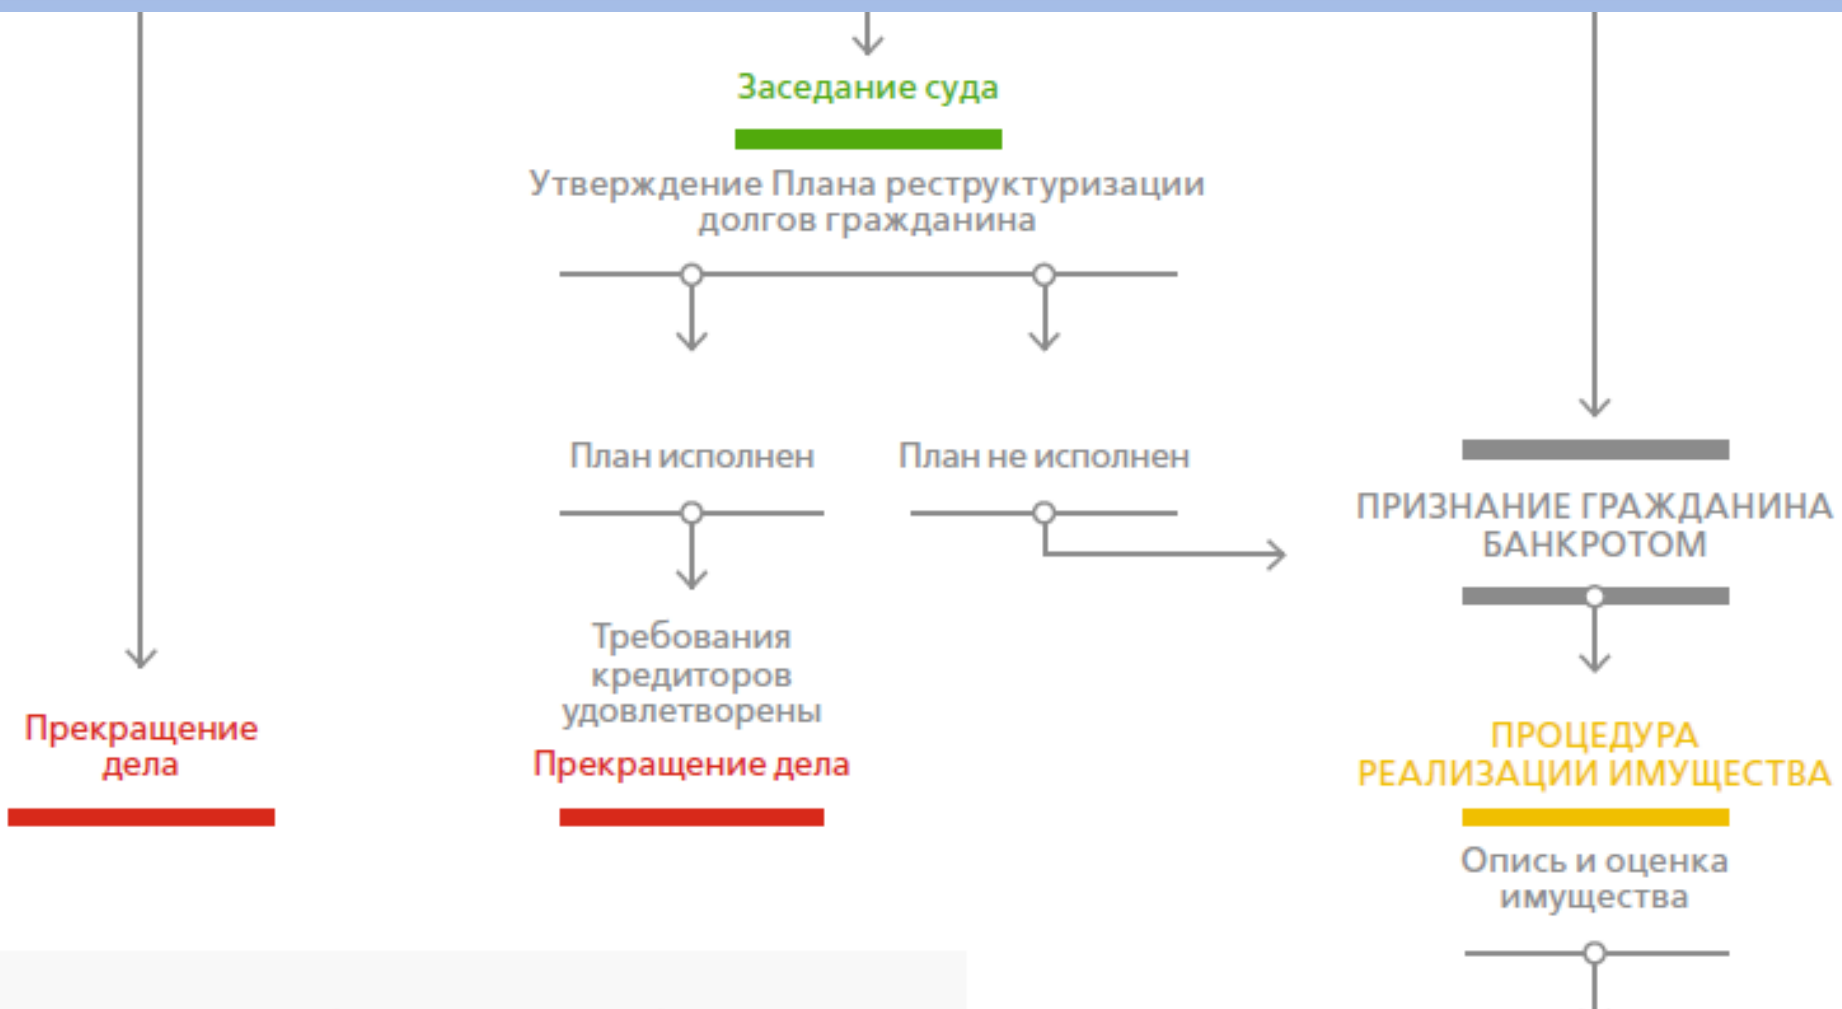 Заседание суда
Утверждение Плана реструктуризации
долгов гражданина
План исполнен
План не исполнен
ПРИЗНАНИЕ ГРАЖДАНИНА
БАНКРОТОМ
Требования
кредиторов
удовлетворены
Прекращение дела
Прекращение
дела
ПРОЦЕДУРА
РЕАЛИЗАЦИИ ИМУЩЕСТВА
Опись и оценка
имущества